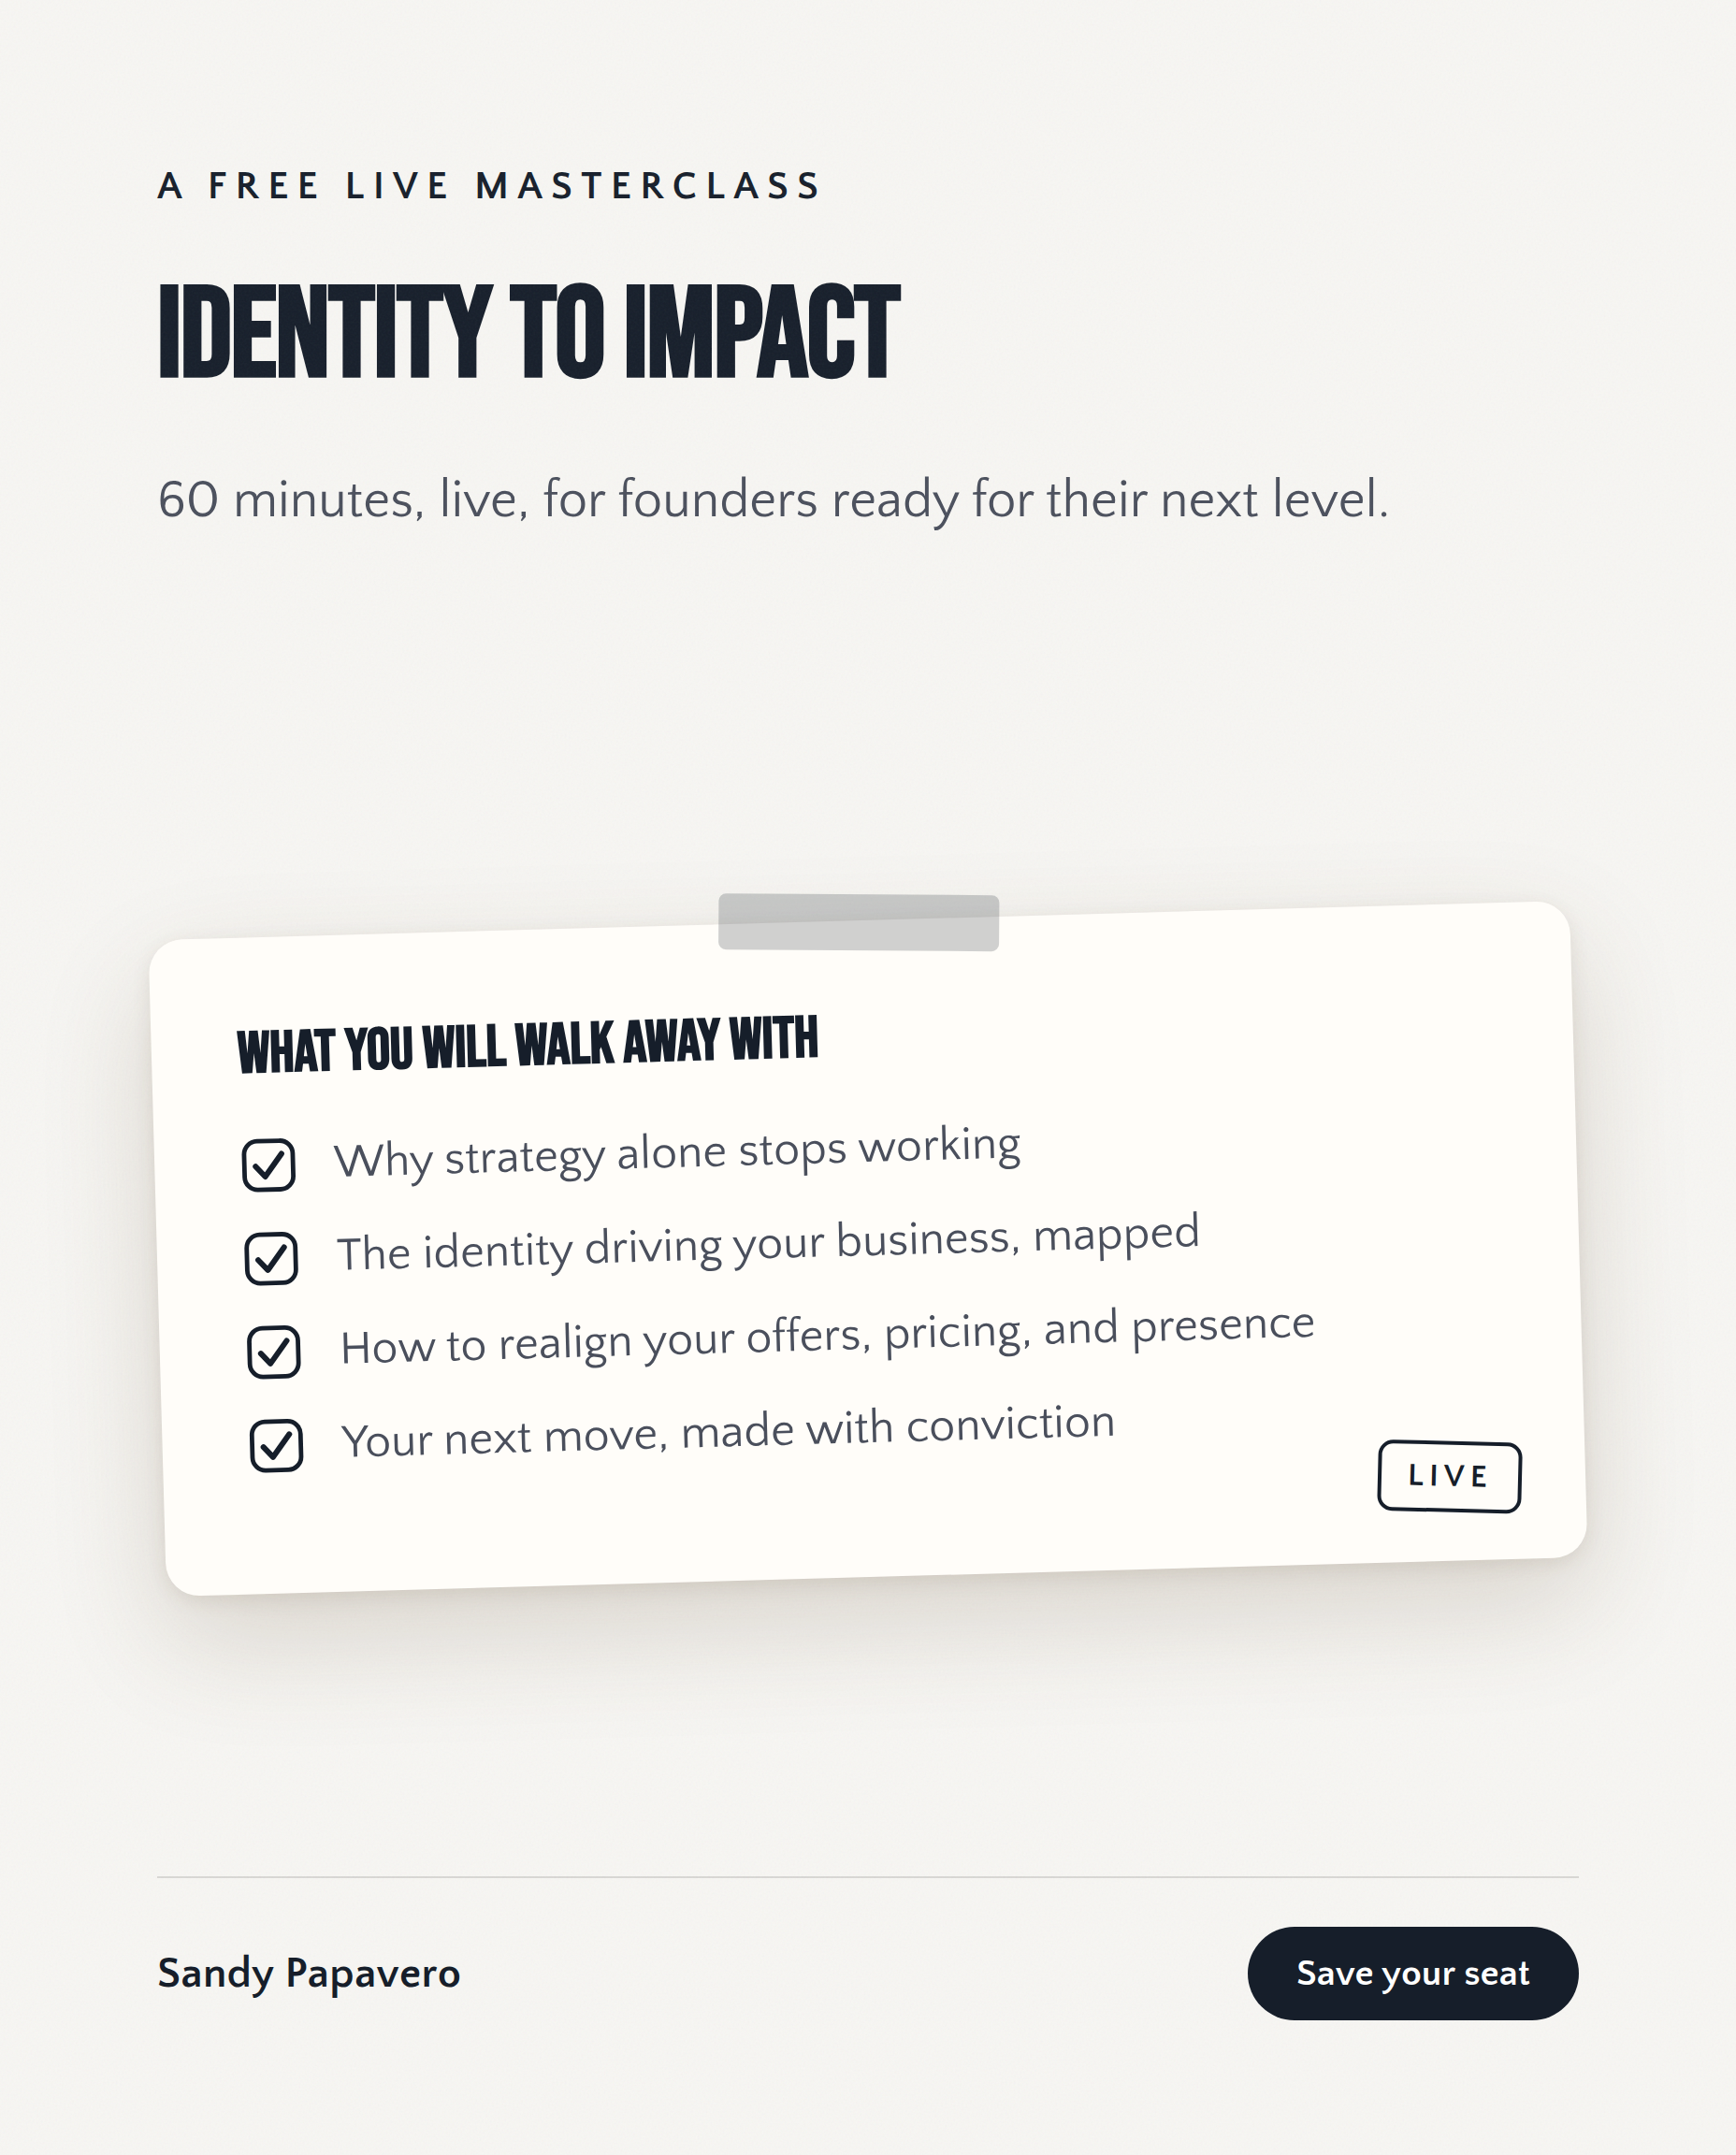 A FREE LIVE MASTERCLASS
IDENTITY TO IMPACT
60 minutes, live, for founders ready for their next level.
WHAT YOU WILL WALK AWAY WITH
Why strategy alone stops working
The identity driving your business, mapped
How to realign your offers, pricing, and presence
Your next move, made with conviction
LIVE
Sandy Papavero
Save your seat